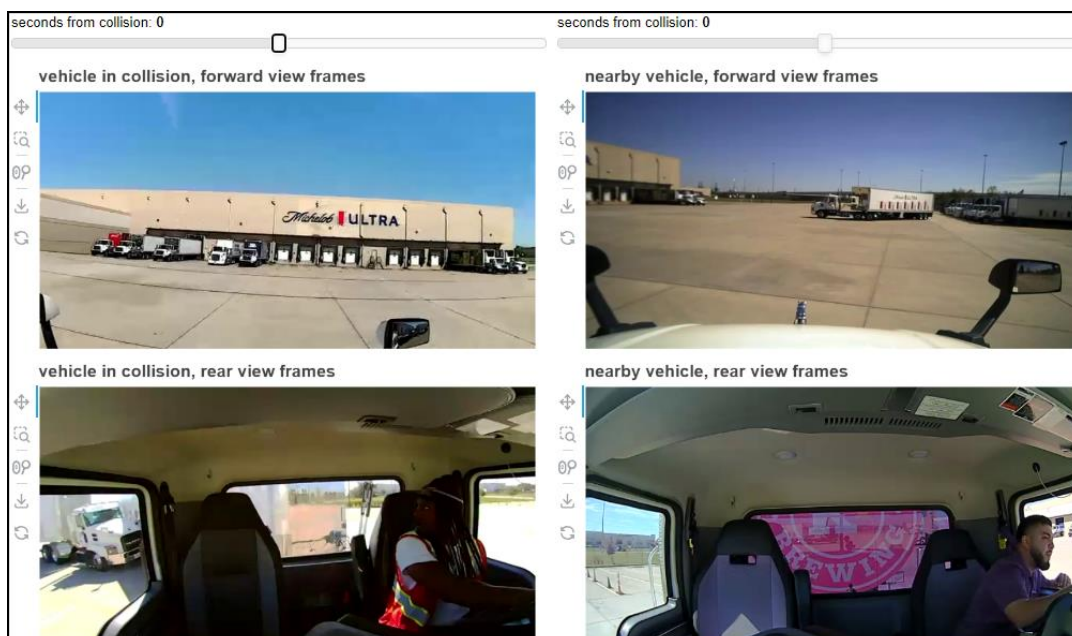 seconds from collision: 0
seconds from collision: 0
vehicle in collision, forward view frames
nearby vehicle, forward view frames
Michelob ULTRA
vehicle in collision, rear view frames
nearby vehicle, rear view frames
BREWING